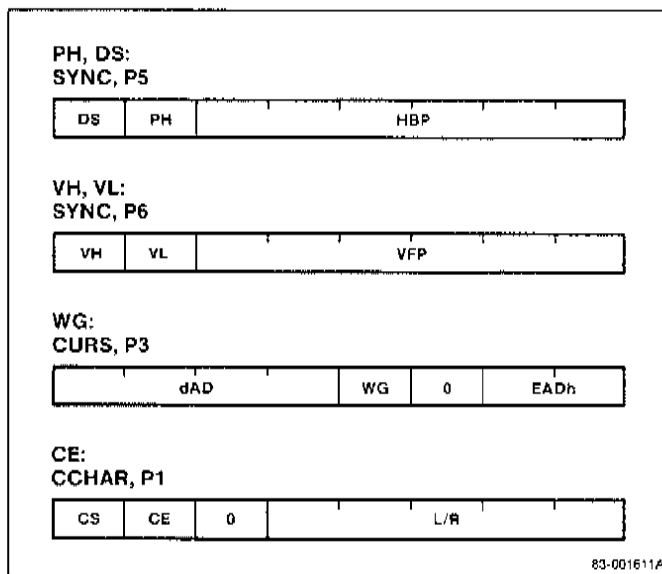 PH, DS:
SYNC, P5
DS PH HBP
VH, VL:
SYNC, P6
VH VL VFP
WG:
CURS, P3
dAD WG 0 EADh
CE:
CCHAR, P1
CS CE 0 L/R
83-001611A